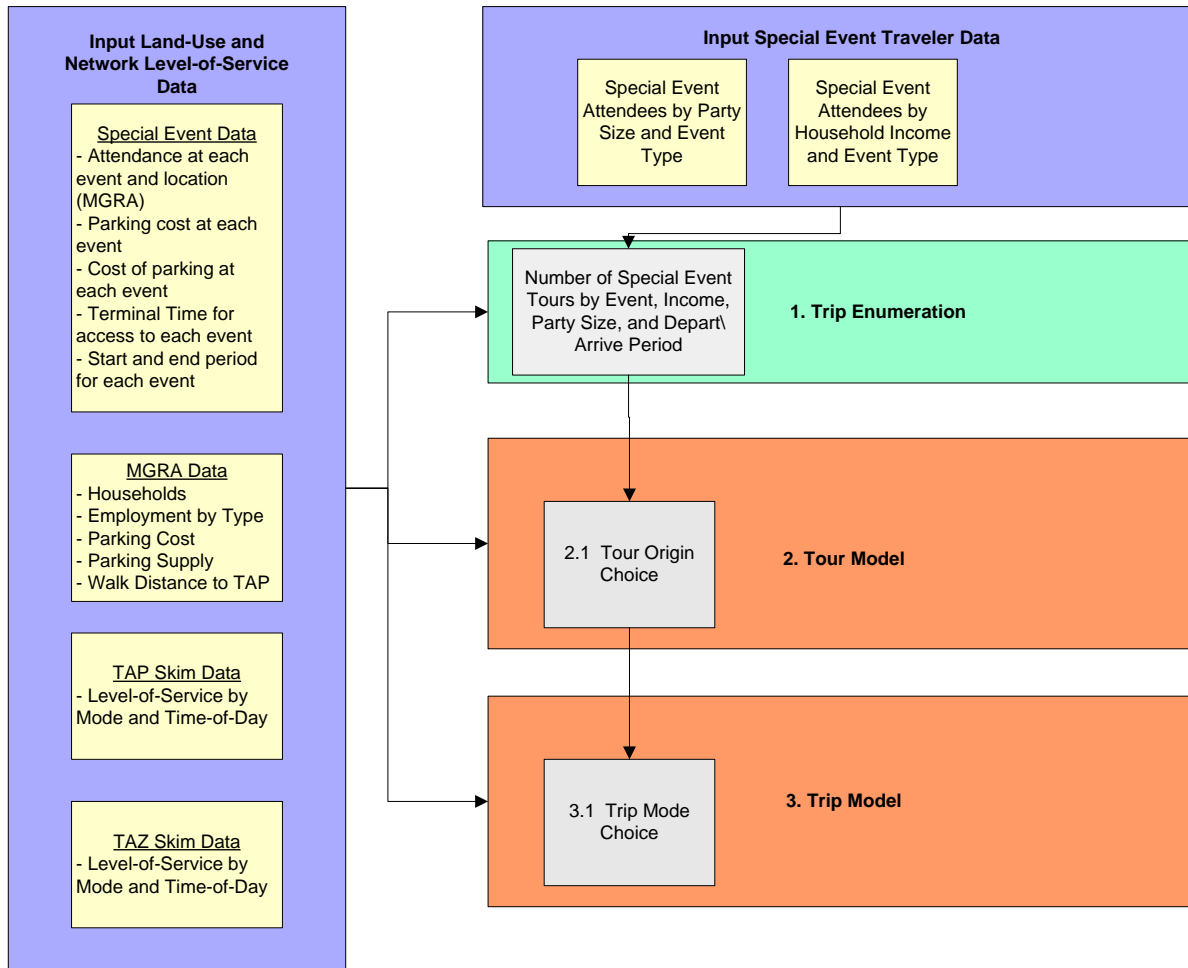 Input Land-Use and
Network Level-of-Service
Data
Special Event Data
- Attendance at each
event and location
(MGRA)
- Parking cost at each
event
- Cost of parking at
each event
- Terminal Time for
access to each event
- Start and end period
for each event
MGRA Data
- Households
- Employment by Type
- Parking Cost
- Parking Supply
- Walk Distance to TAP
TAP Skim Data
- Level-of-Service by
Mode and Time-of-Day
TAZ Skim Data
- Level-of-Service by
Mode and Time-of-Day
Input Special Event Traveler Data
Special Event
Attendees by Party
Size and Event
Type
Special Event
Attendees by
Household Income
and Event Type
Number of Special Event
Tours by Event, Income,
Party Size, and Depart\
Arrive Period
1. Trip Enumeration
2.1 Tour Origin
Choice
2. Tour Model
3.1 Trip Mode
Choice
3. Trip Model